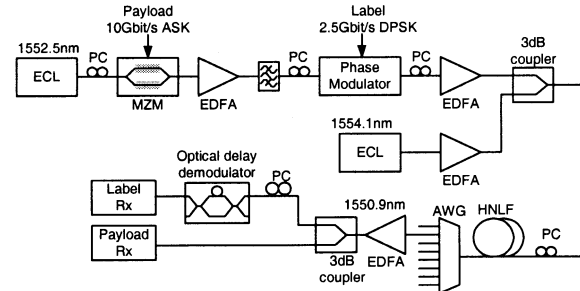 Payload
10Gbit/s ASK
Label
2.5Gbit/s DPSK
1552.5nm
PC
PC
PC
3dB
coupler
ECL
Phase
Modulator
MZM
EDFA
EDFA
1554.1nm
ECL
EDFA
Optical delay
demodulator
PC
1550.9nm
AWG
HNLF
PC
Label
Rx
Payload
Rx
3dB
coupler
EDFA